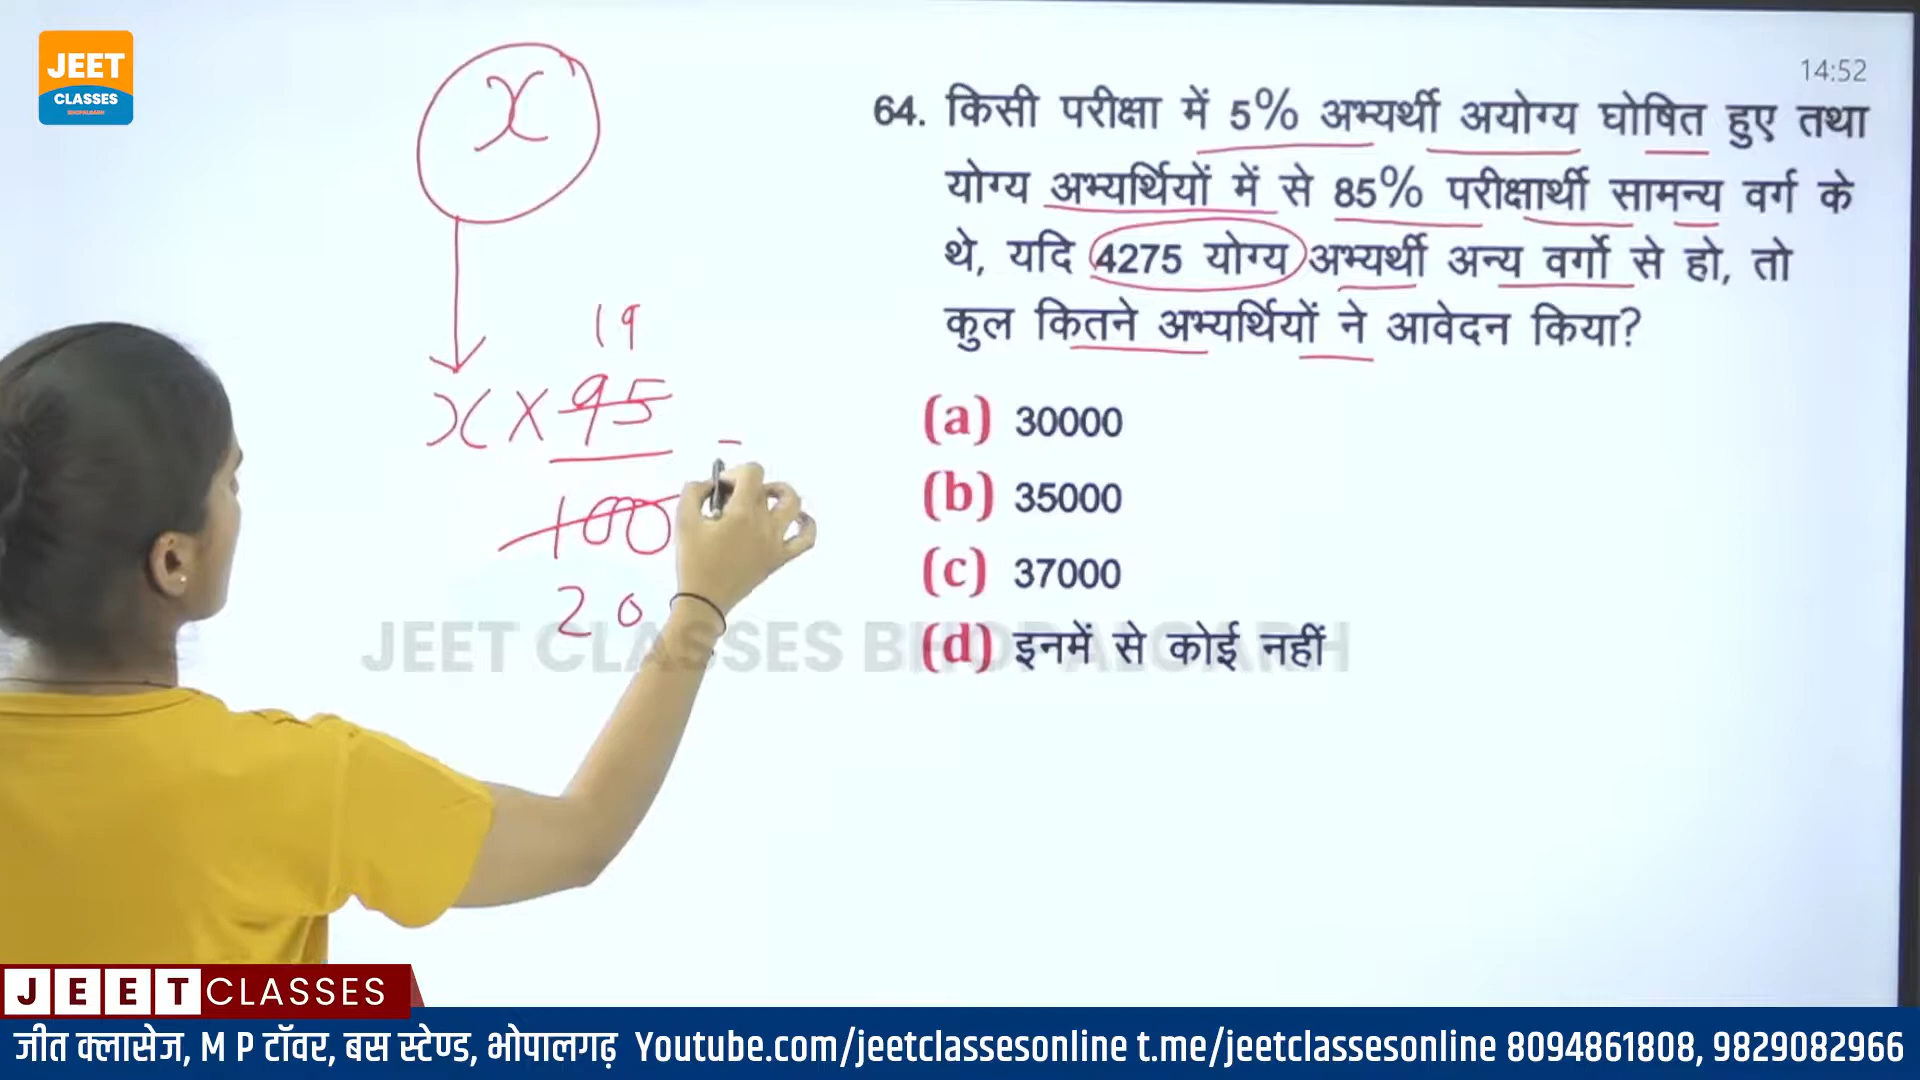 JEET
CLASSES
BHOPALGARH
14:52
x
19
x × 95
100
20
64. किसी परीक्षा में 5% अभ्यर्थी अयोग्य घोषित हुए तथा
योग्य अभ्यर्थियों में से 85% परीक्षार्थी सामन्य वर्ग के
थे, यदि 4275 योग्य अभ्यर्थी अन्य वर्गो से हो, तो
कुल कितने अभ्यर्थियों ने आवेदन किया?
(a) 30000
(b) 35000
(c) 37000
(d) इनमें से कोई नहीं
JEET CLASSES BHOPALGARH
JEET CLASSES
जीत क्लासेज, M P टॉवर, बस स्टेण्ड, भोपालगढ़ Youtube.com/jeetclassesonline t.me/jeetclassesonline 8094861808, 9829082966